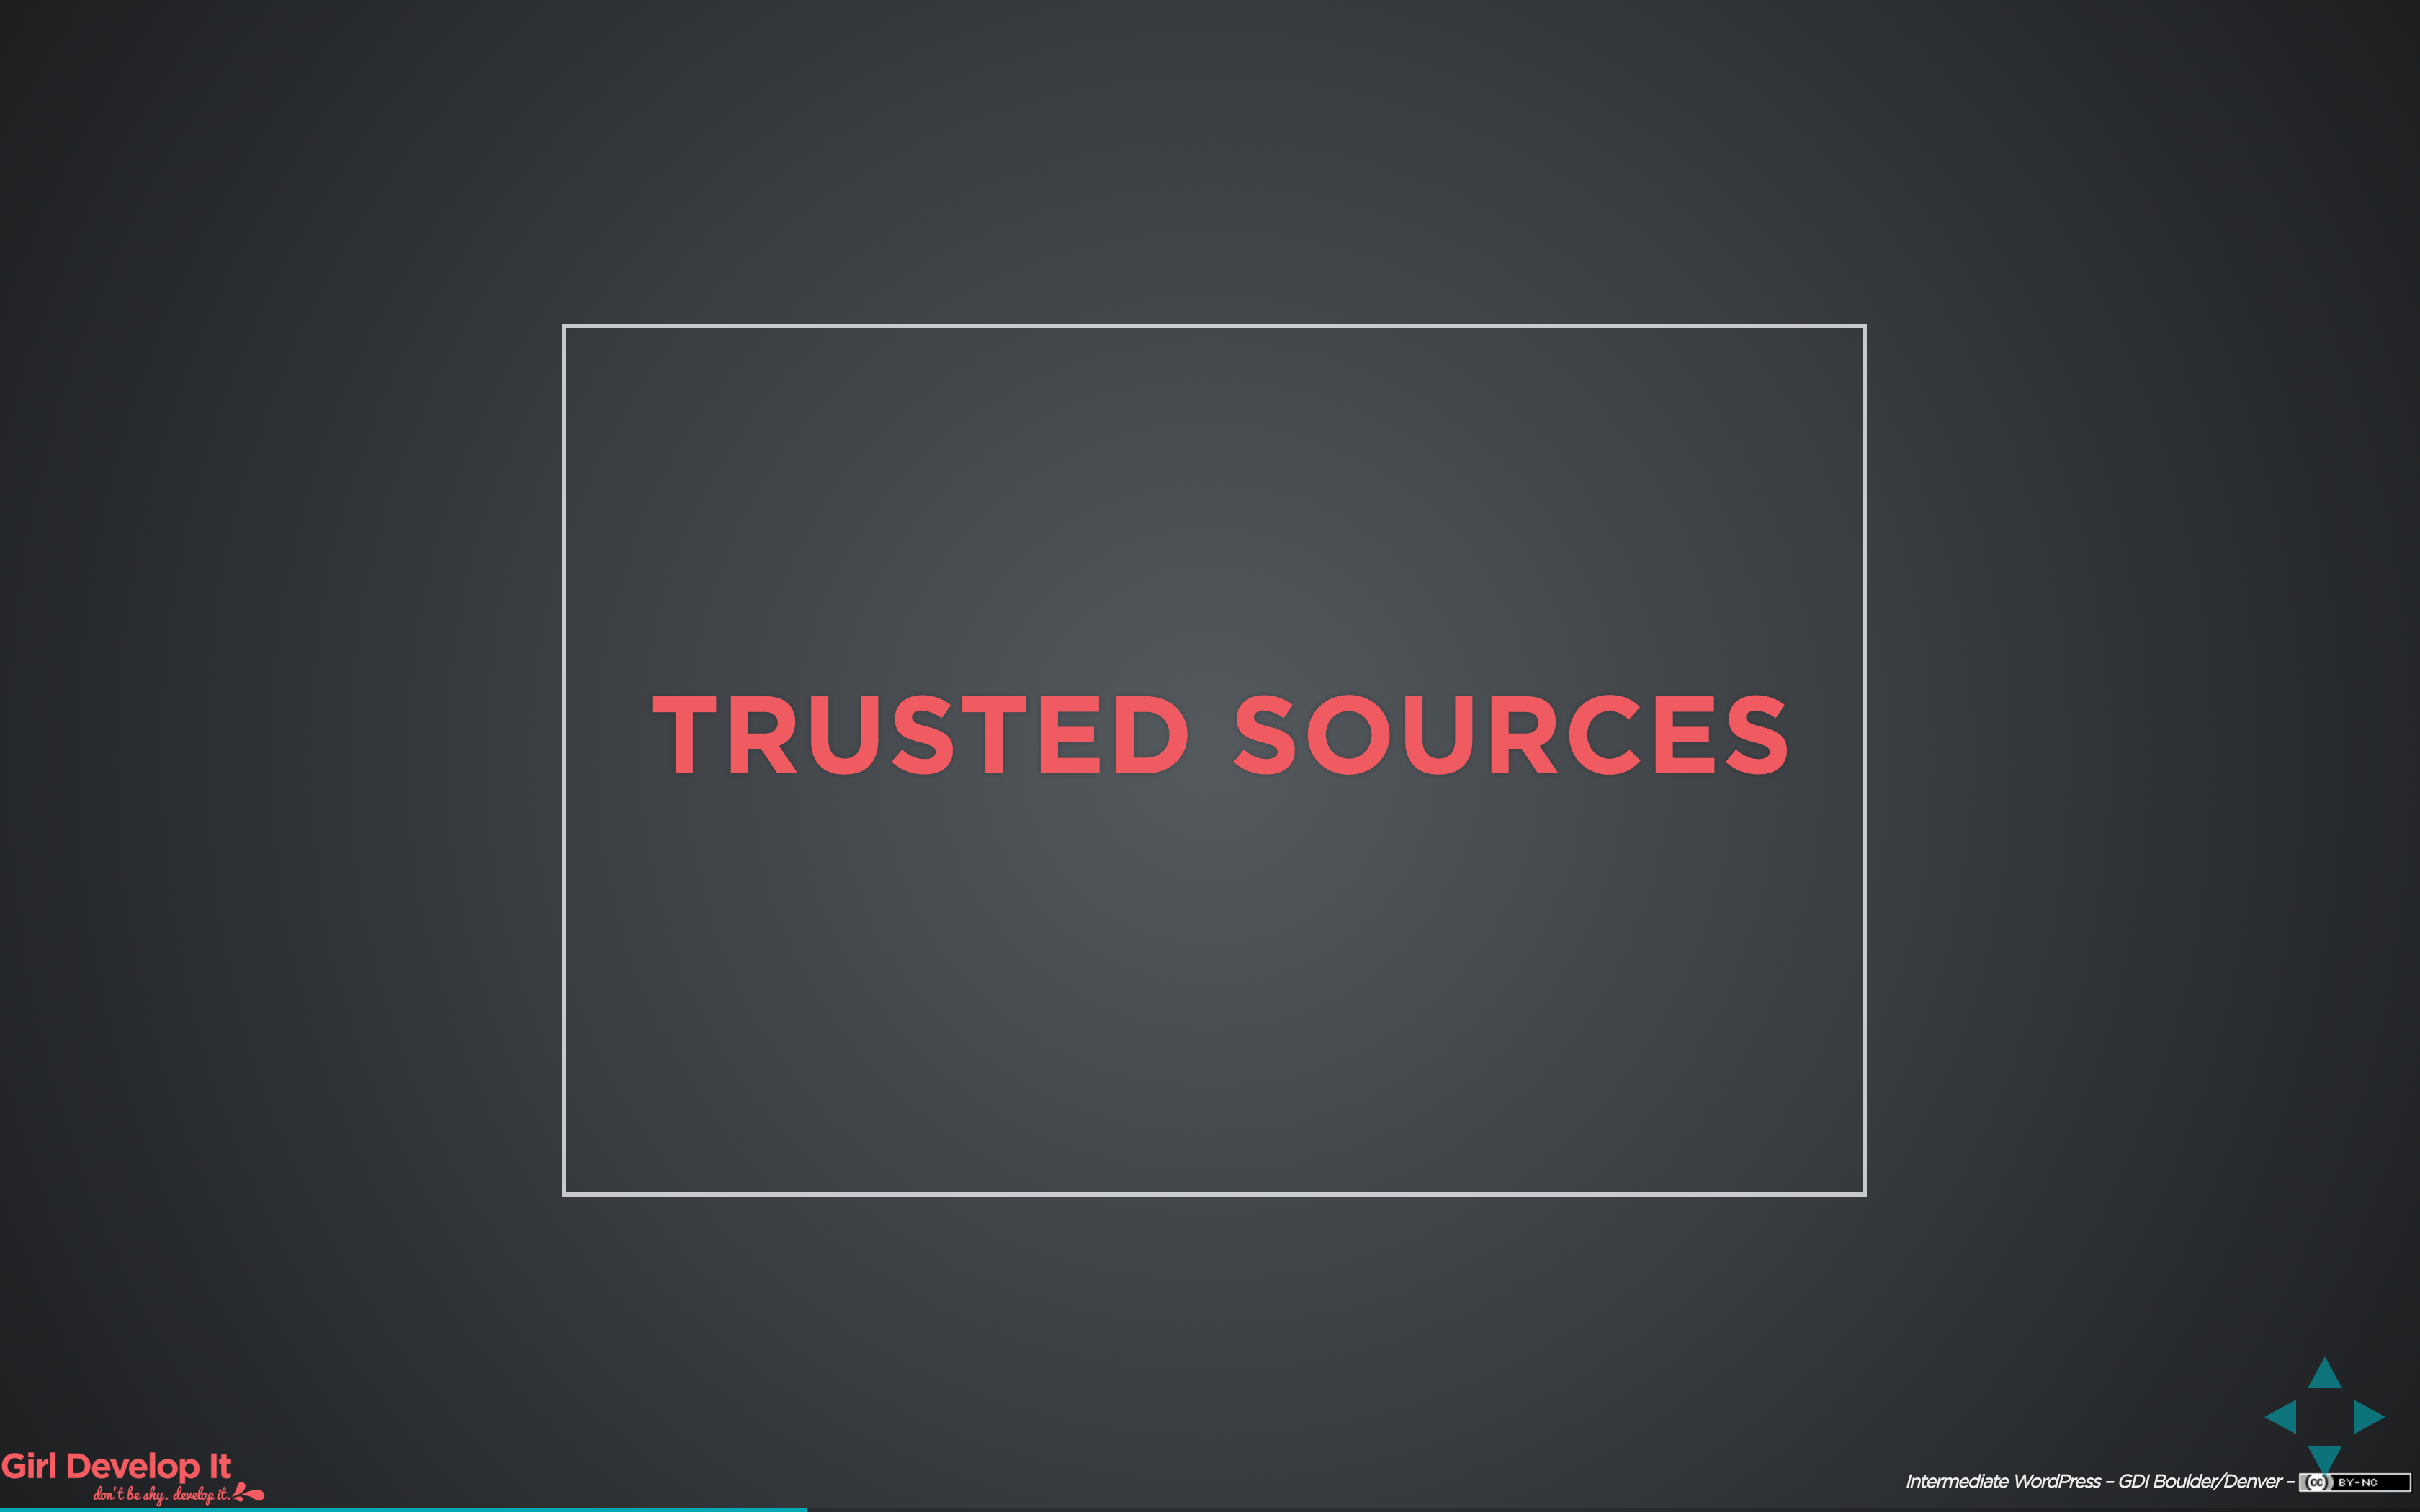 TRUSTED SOURCES
Girl Develop It
don't be shy. develop it.
Intermediate WordPress – GDI Boulder/Denver –
cc BY-NC